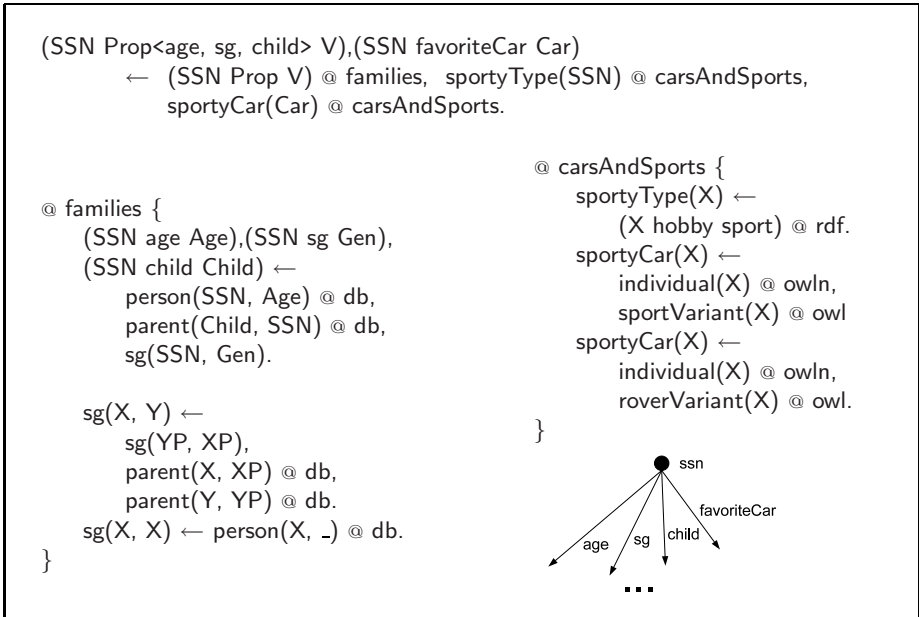 (SSN Prop<age, sg, child> V),(SSN favoriteCar Car)
← (SSN Prop V) @ families, sportyType(SSN) @ carsAndSports,
sportyCar(Car) @ carsAndSports.
@ families {
(SSN age Age),(SSN sg Gen),
(SSN child Child) ←
person(SSN, Age) @ db,
parent(Child, SSN) @ db,
sg(SSN, Gen).
sg(X, Y) ←
sg(YP, XP),
parent(X, XP) @ db,
parent(Y, YP) @ db.
sg(X, X) ← person(X, _) @ db.
}
@ carsAndSports {
sportyType(X) ←
(X hobby sport) @ rdf.
sportyCar(X) ←
individual(X) @ owln,
sportVariant(X) @ owl
sportyCar(X) ←
individual(X) @ owln,
roverVariant(X) @ owl.
}
ssn
favoriteCar
age sg child
...